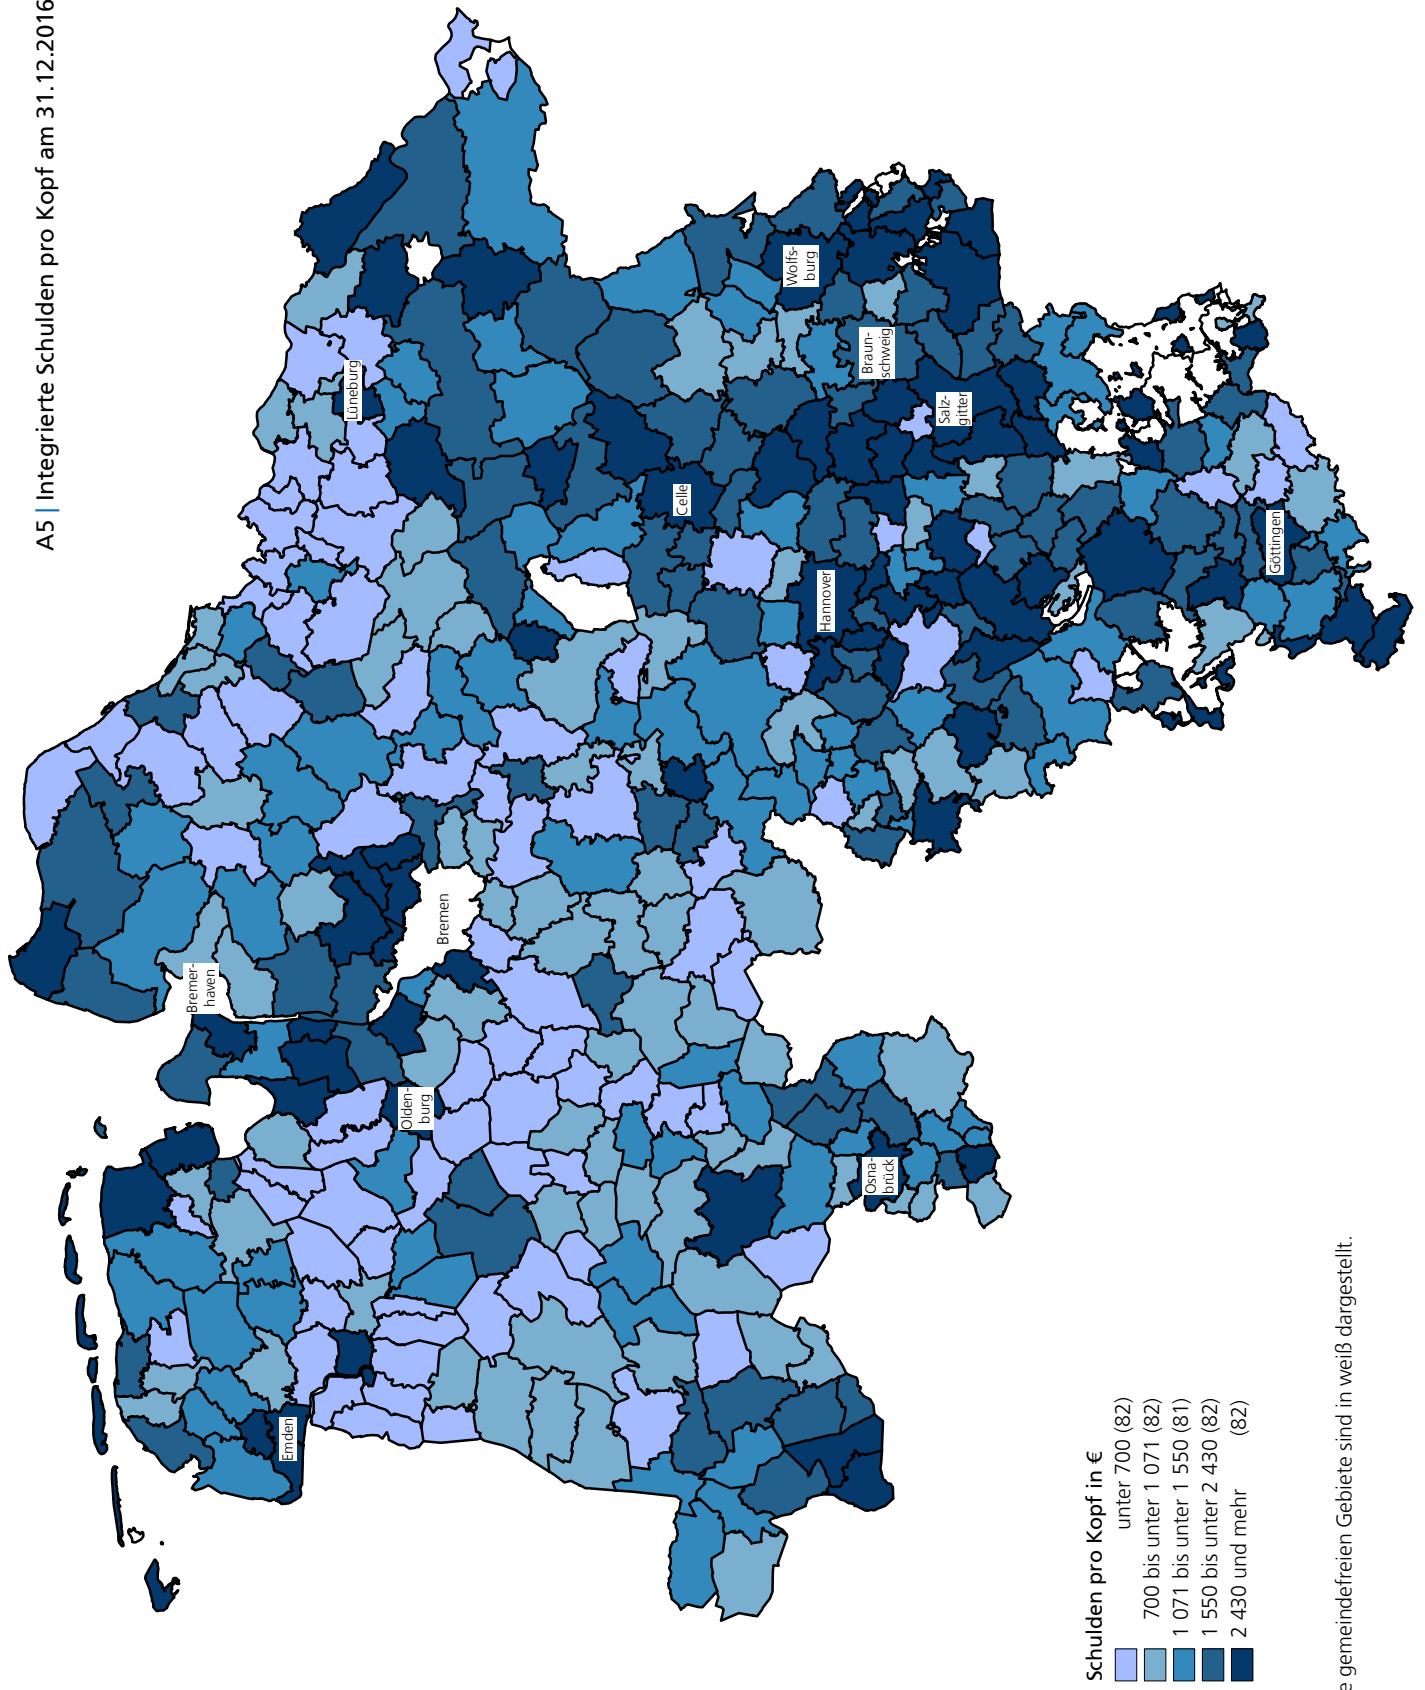 A5 | Integrierte Schulden pro Kopf am 31.12.2016
Lüneburg
Wolfs-
burg
Braun-
schweig
Salz-
gitter
Celle
Hannover
Göttingen
Bremen
Bremer-
haven
Olden-
burg
Osna-
brück
Emden
Schulden pro Kopf in €
unter 700 (82)
700 bis unter 1 071 (82)
1 071 bis unter 1 550 (81)
1 550 bis unter 2 430 (82)
2 430 und mehr (82)
gemeindefreien Gebiete sind in weiß dargestellt.